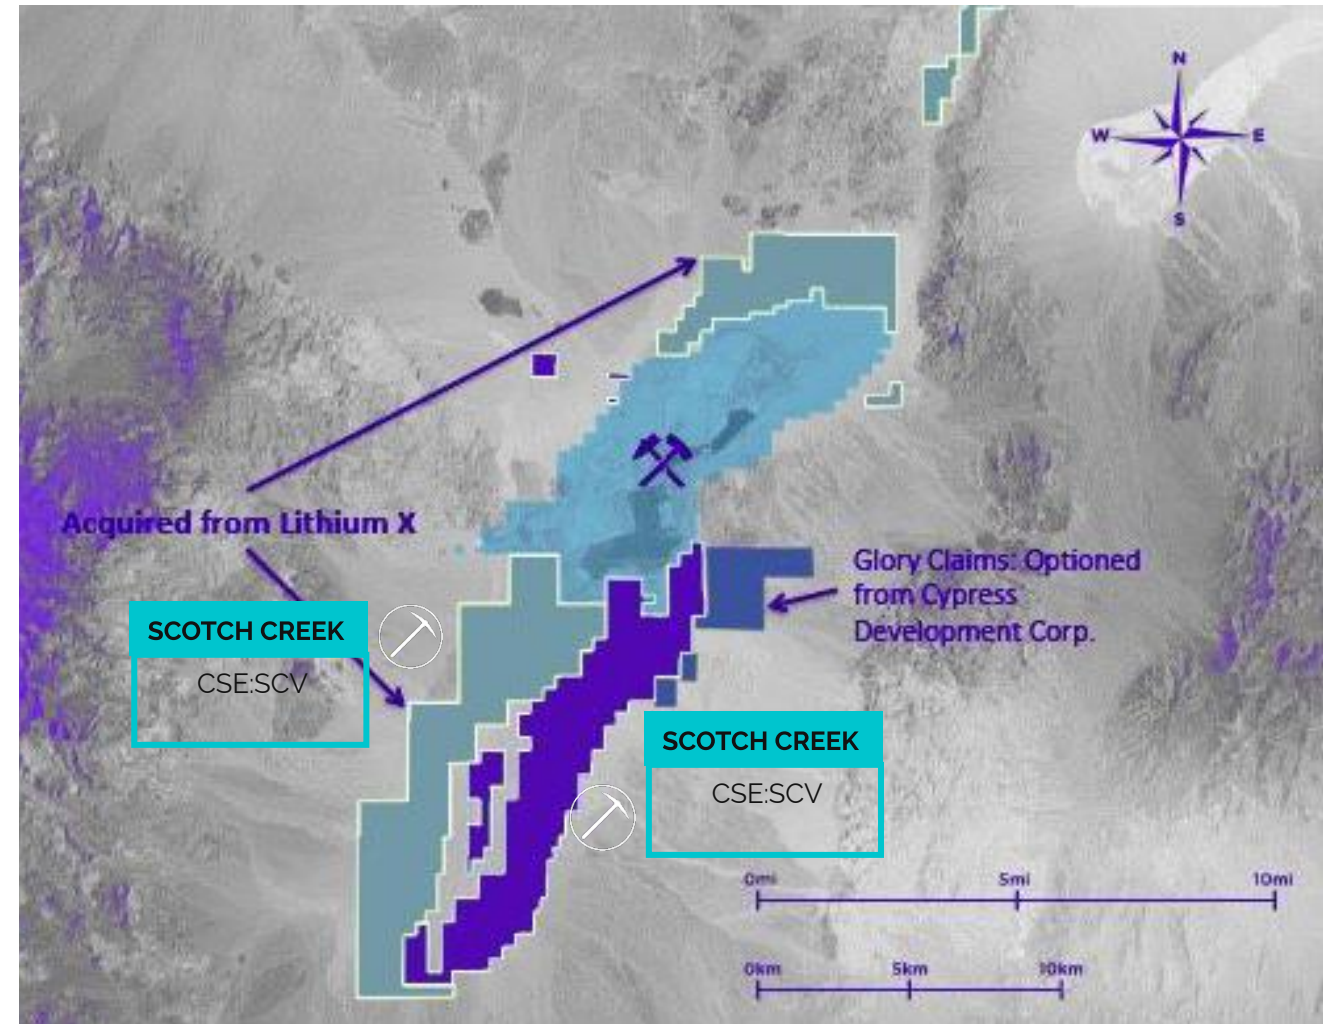 N
W E
S
Acquired from Lithium X
Glory Claims: Optioned
from Cypress
Development Corp.
SCOTCH CREEK
CSE:SCV
SCOTCH CREEK
CSE:SCV
0mi 5mi 10mi
0km 5km 10km